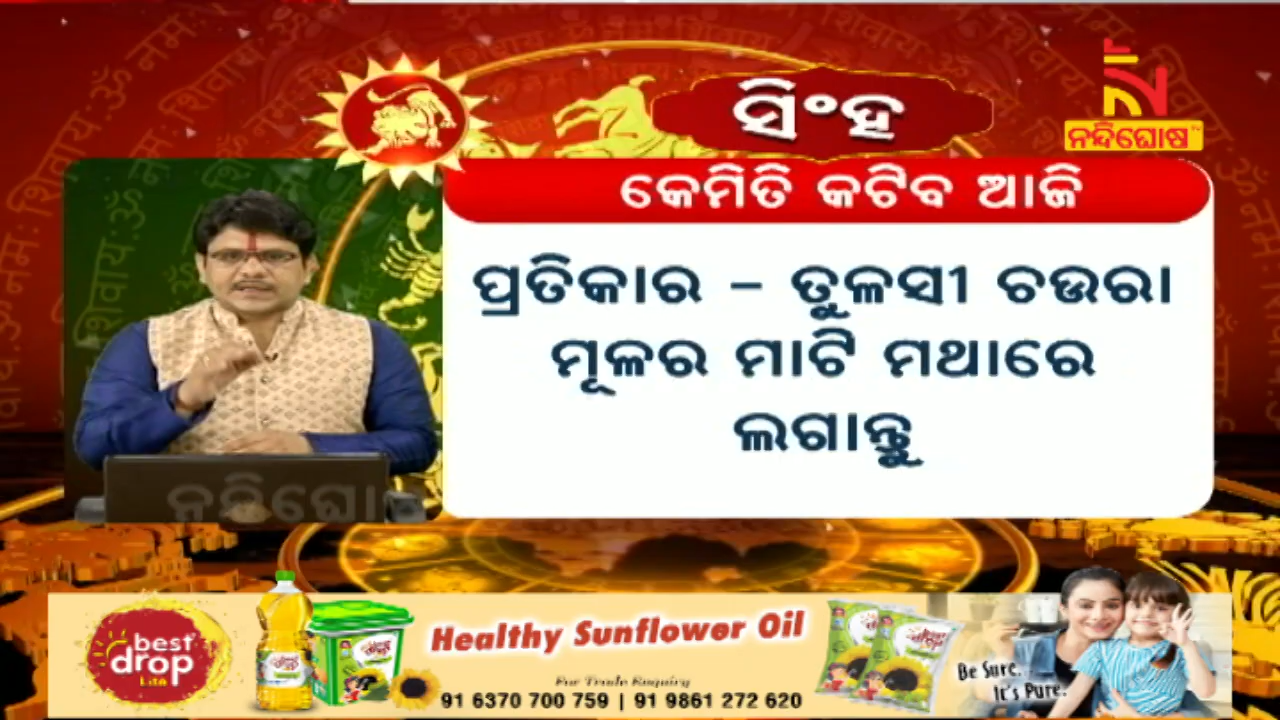 ସିଂହ
ନନ୍ଦିଘୋଷ
କେମିତି କଟିବ ଆଜି
ପ୍ରତିକାର – ତୁଳସୀ ଚଉରା
ମୂଳର ମାଟି ମଥାରେ
ଲଗାନ୍ତୁ
best
drop
Lite
Healthy Sunflower Oil
For Trade Enquiry
91 6370 700 759 | 91 9861 272 620
Be Sure.
It's Pure.